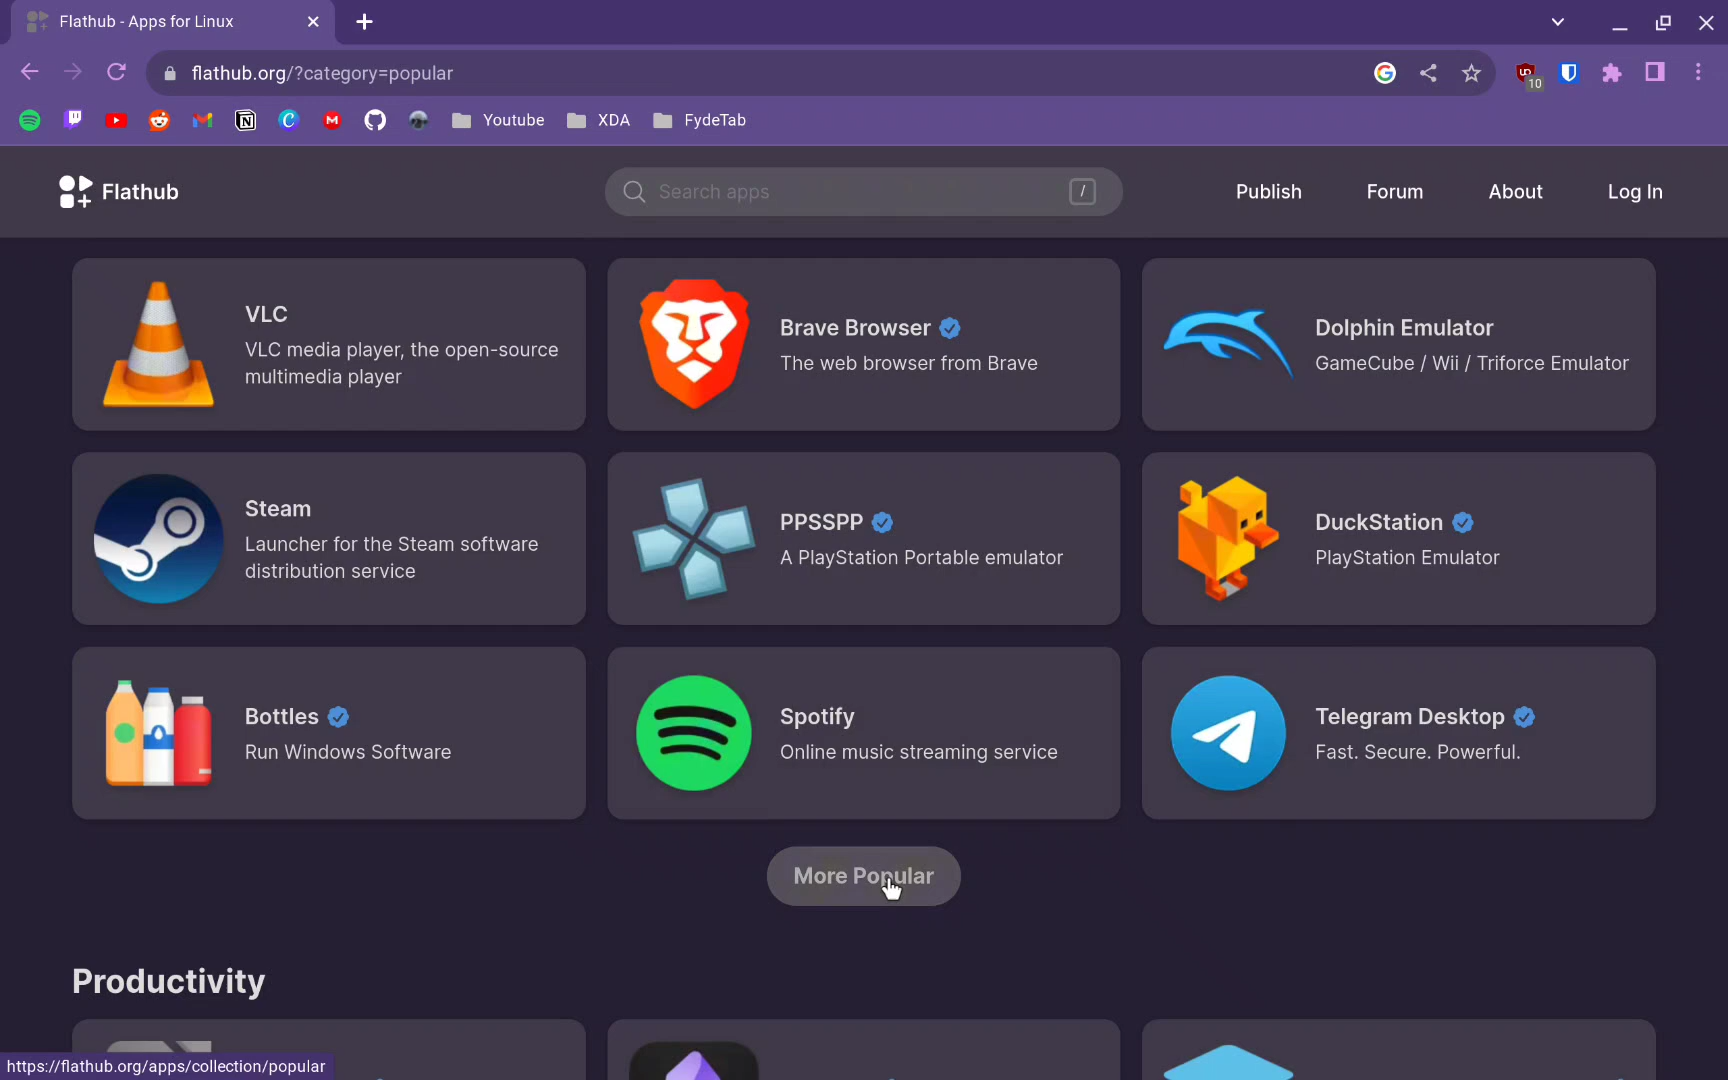 Flathub - Apps for Linux
flathub.org/?category=popular
10
Youtube XDA FydeTab
Flathub
Search apps /
Publish Forum About Log In
VLC
VLC media player, the open-source
multimedia player
Brave Browser
The web browser from Brave
Dolphin Emulator
GameCube / Wii / Triforce Emulator
Steam
Launcher for the Steam software
distribution service
PPSSPP
A PlayStation Portable emulator
DuckStation
PlayStation Emulator
Bottles
Run Windows Software
Spotify
Online music streaming service
Telegram Desktop
Fast. Secure. Powerful.
More Popular
Productivity
https://flathub.org/apps/collection/popular